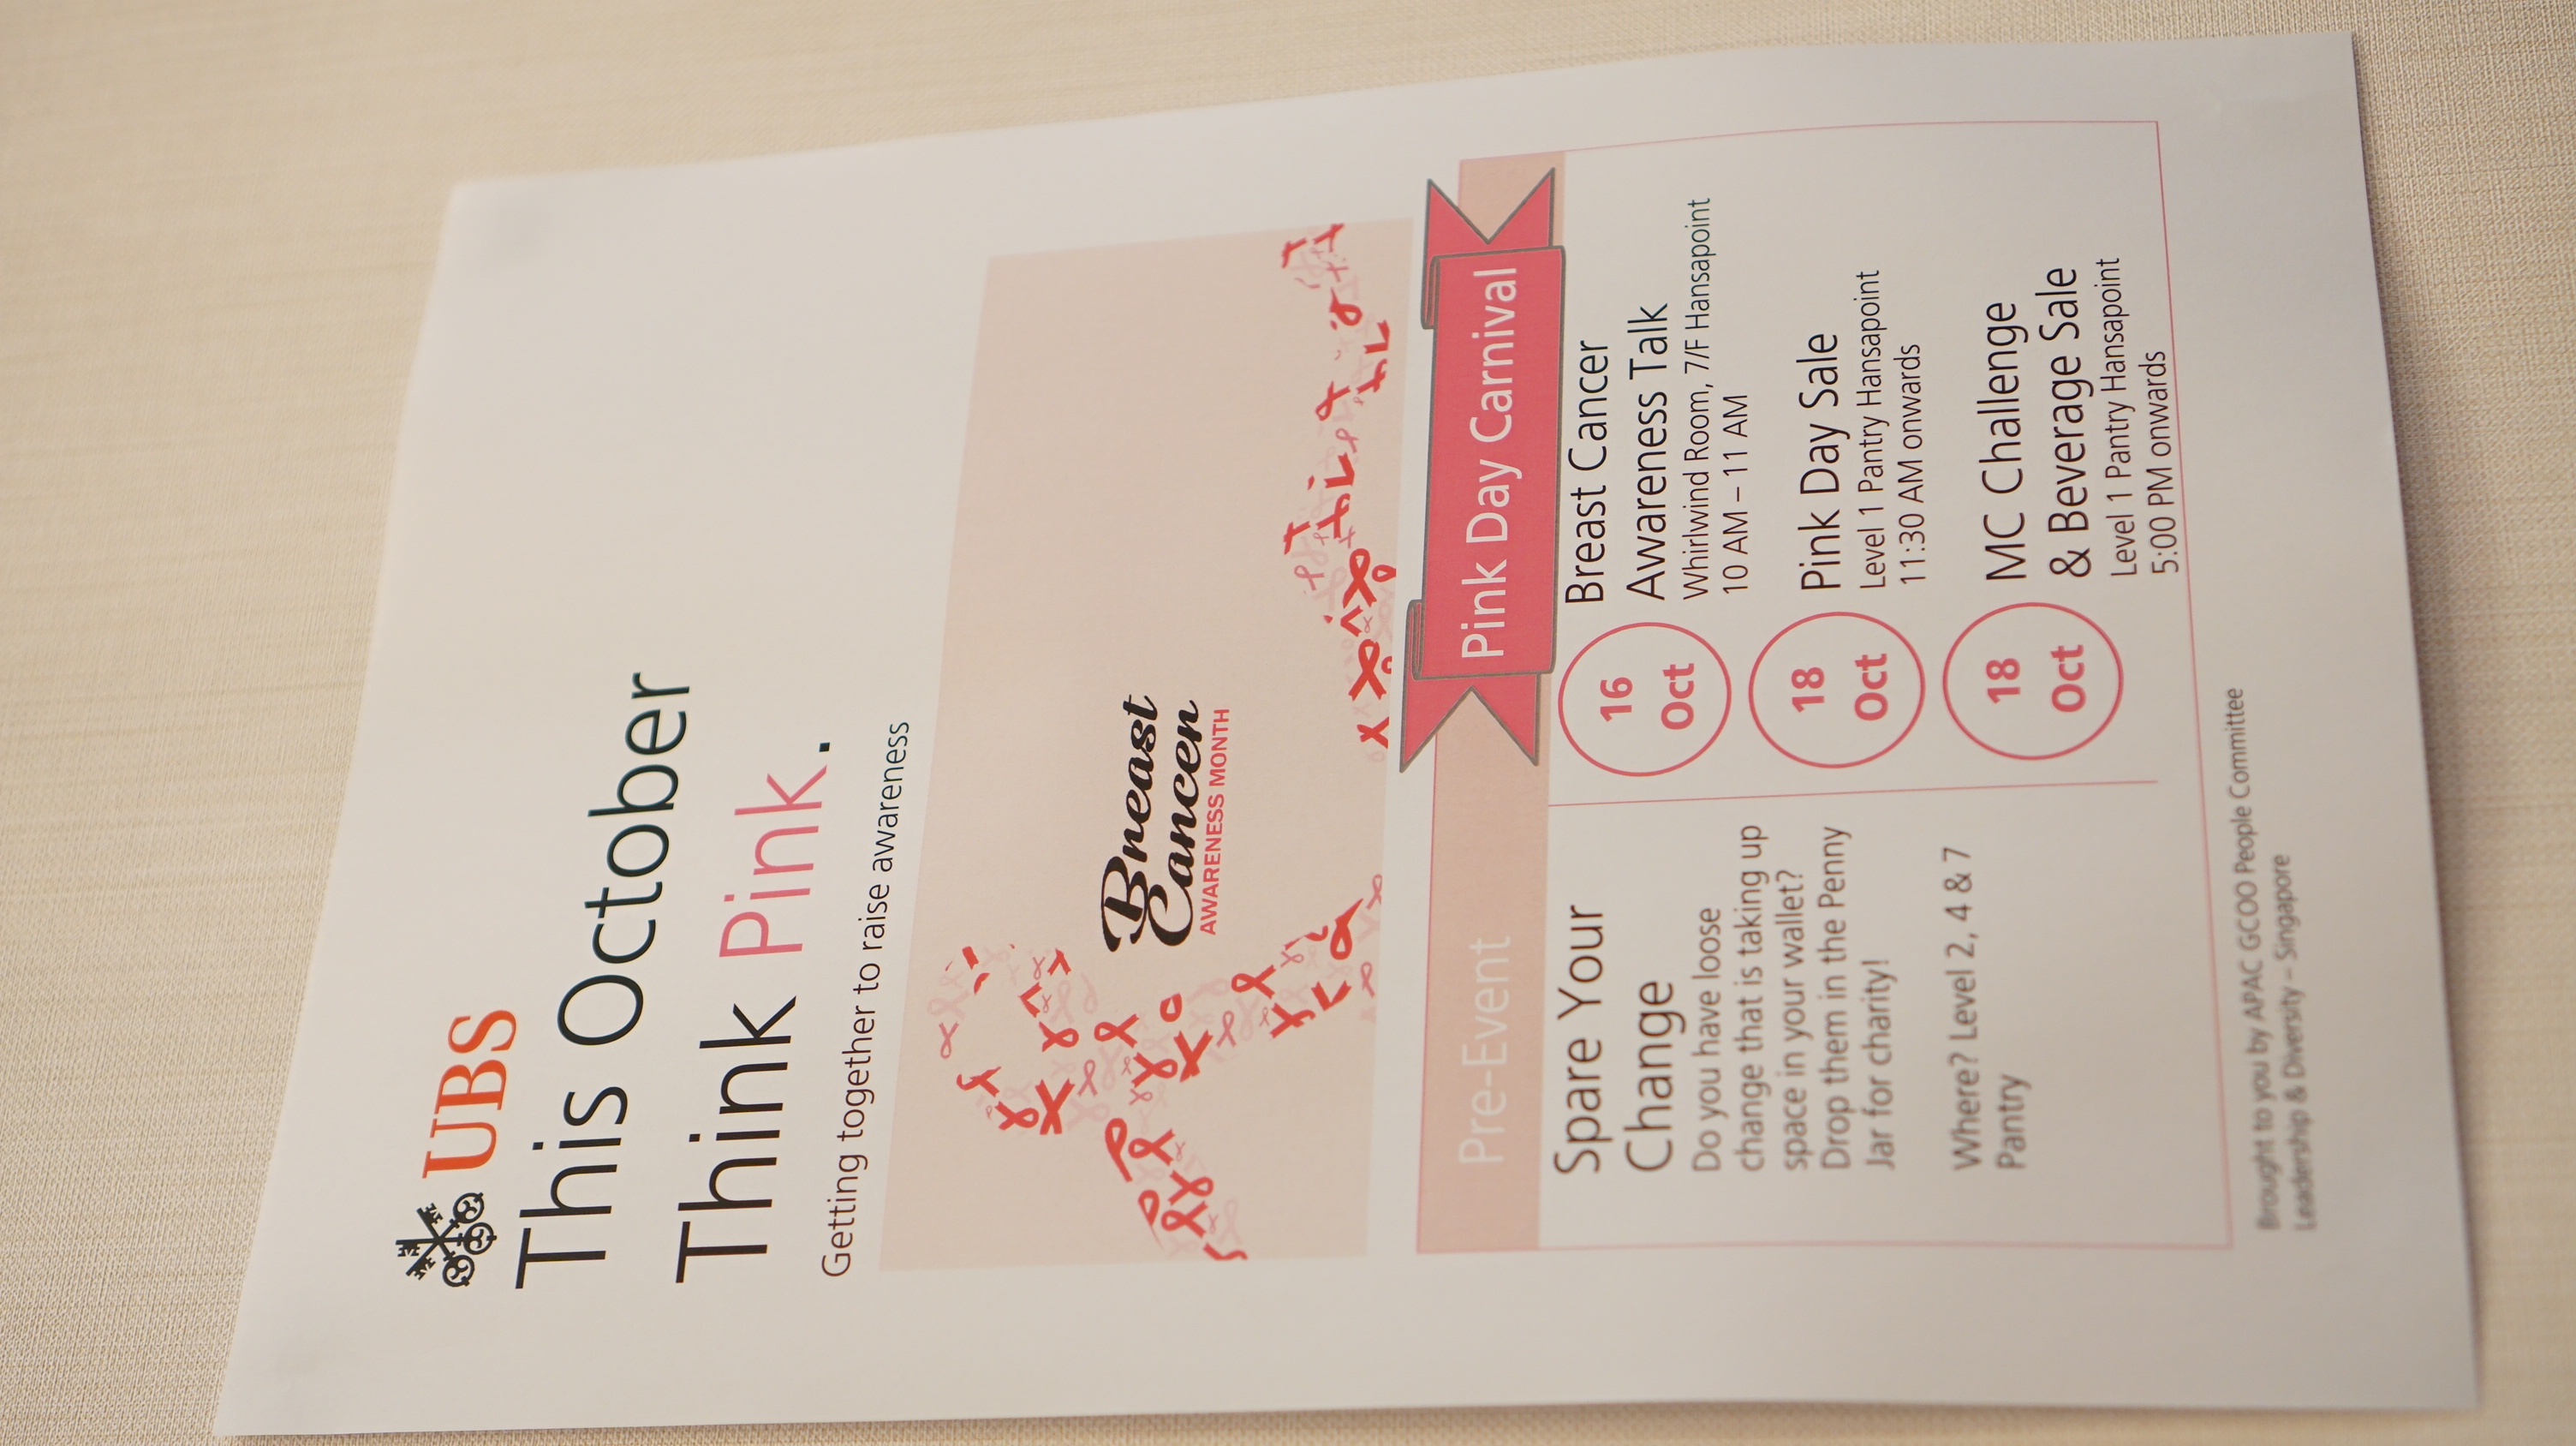 UBS
This October
Think Pink.
Getting together to raise awareness
Breast
Cancer
AWARENESS MONTH
Pre-Event
Pink Day Carnival
Spare Your
Change
Do you have loose
change that is taking up
space in your wallet?
Drop them in the Penny
Jar for charity!
Where? Level 2, 4 & 7
Pantry
16
Oct
Breast Cancer
Awareness Talk
Whirlwind Room, 7/F Hansapoint
10 AM – 11 AM
18
Oct
Pink Day Sale
Level 1 Pantry Hansapoint
11:30 AM onwards
18
Oct
MC Challenge
& Beverage Sale
Level 1 Pantry Hansapoint
5:00 PM onwards
Brought to you by APAC GCOO People Committee
Leadership & Diversity – Singapore